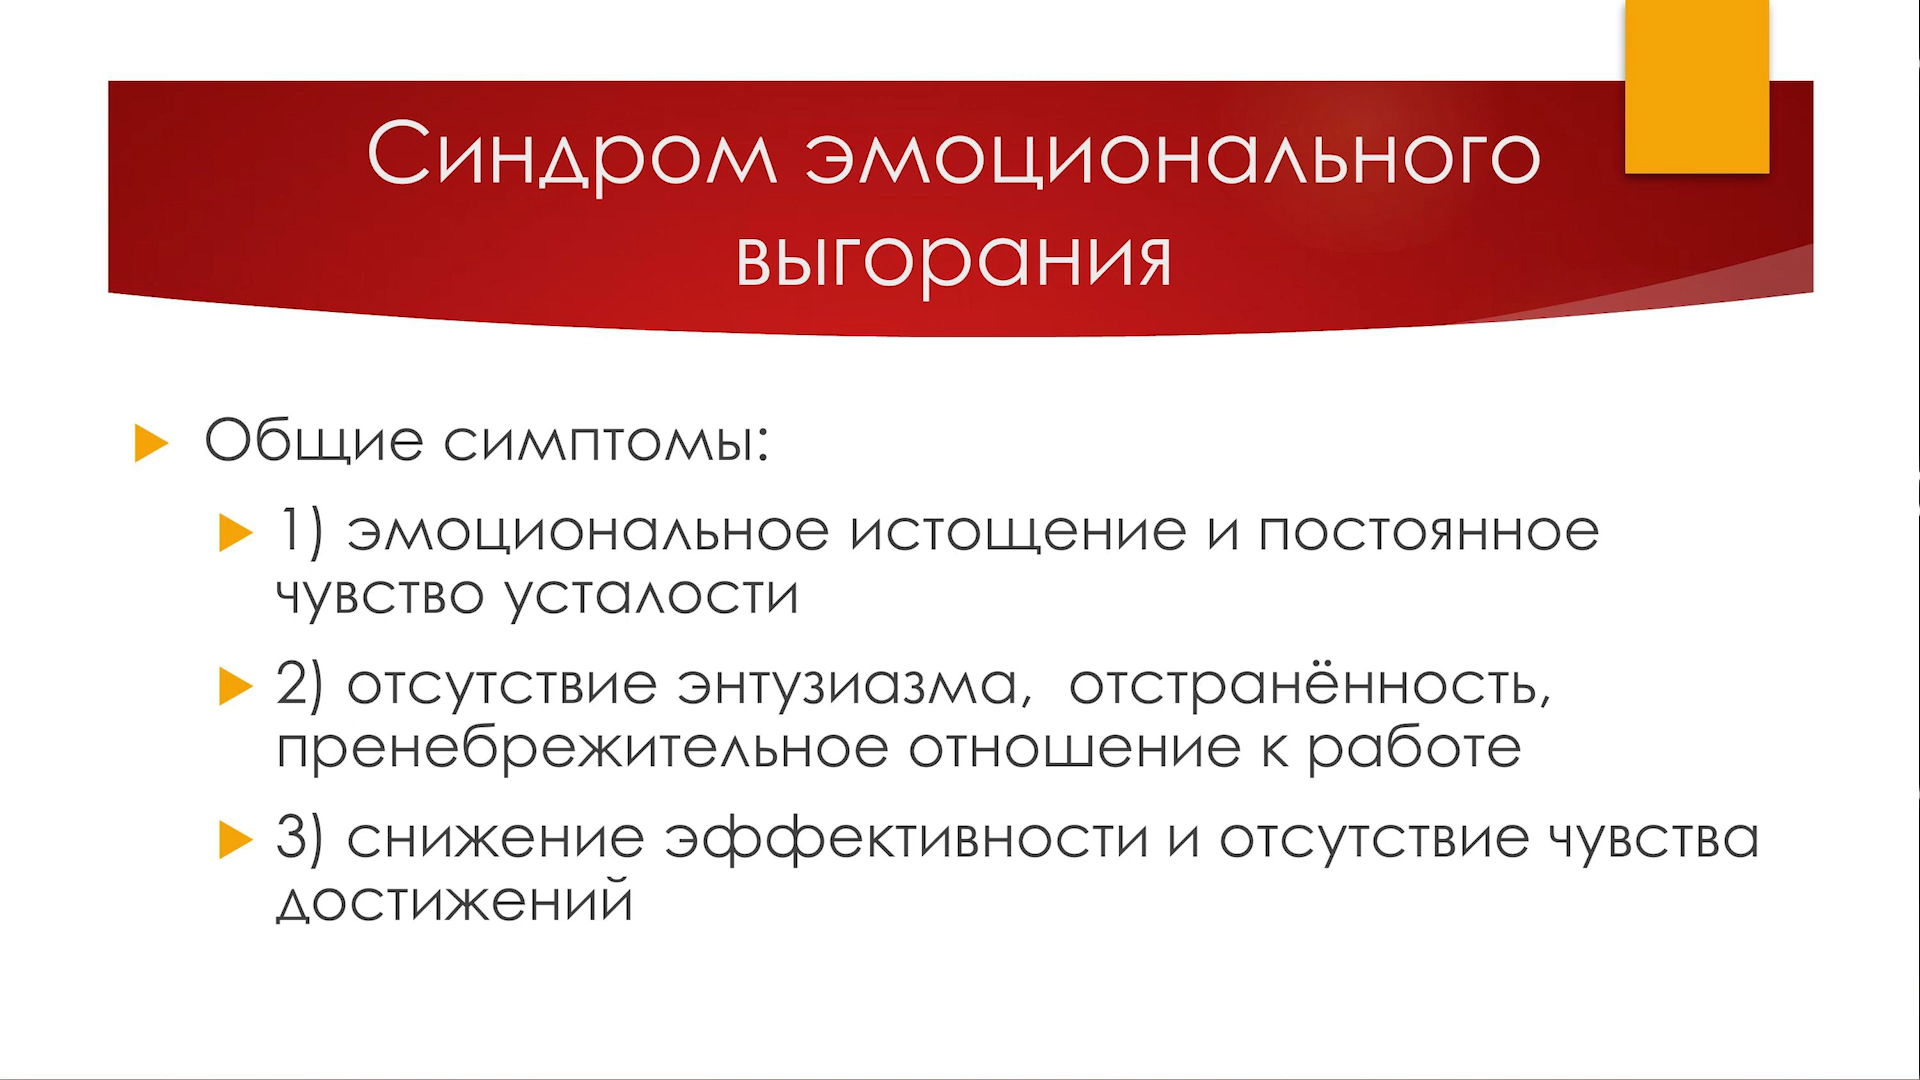 Синдром эмоционального
выгорания
Общие симптомы:
1) эмоциональное истощение и постоянное
чувство усталости
2) отсутствие энтузиазма,  отстранённость,
пренебрежительное отношение к работе
3) снижение эффективности и отсутствие чувства
достижений